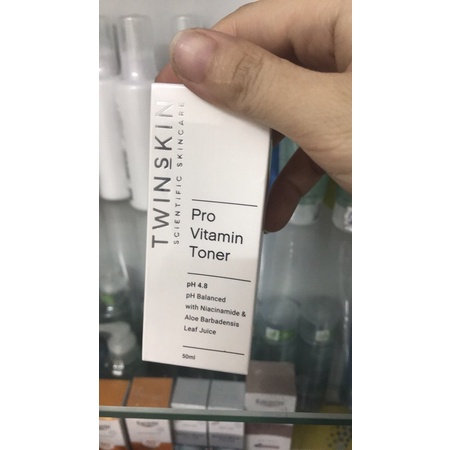 TWINSKIN
SCIENTIFIC SKINCARE
Pro
Vitamin
Toner
pH 4.8
pH Balanced
with Niacinamide &
Aloe Barbadensis
Leaf Juice
50ml